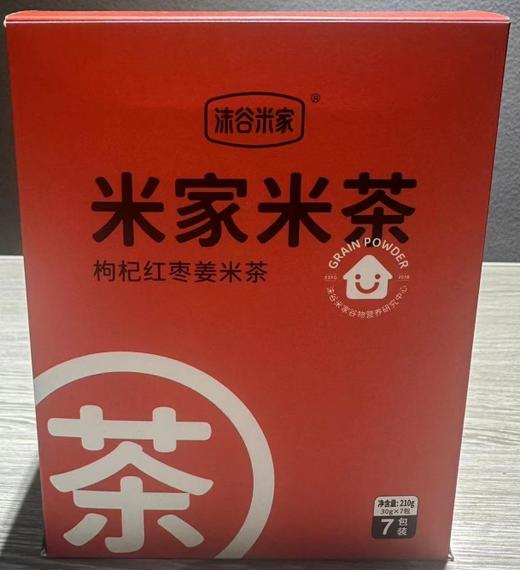 沫谷米家
®
米家米茶
枸杞红枣姜米茶
GRAIN POWDER
沫谷米家谷物营养研究中心
茶
净含量: 210g
30g×7包
7包装